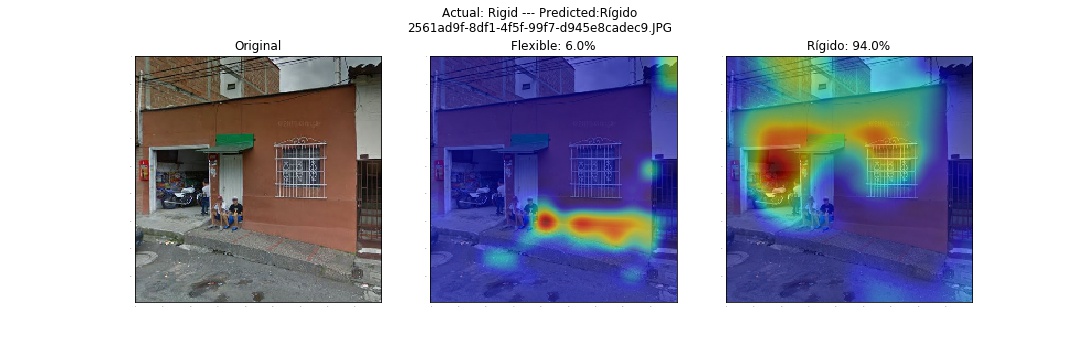 Actual: Rigid --- Predicted:Rígido
2561ad9f-8df1-4f5f-99f7-d945e8cadec9.JPG
Original
Flexible: 6.0%
Rígido: 94.0%